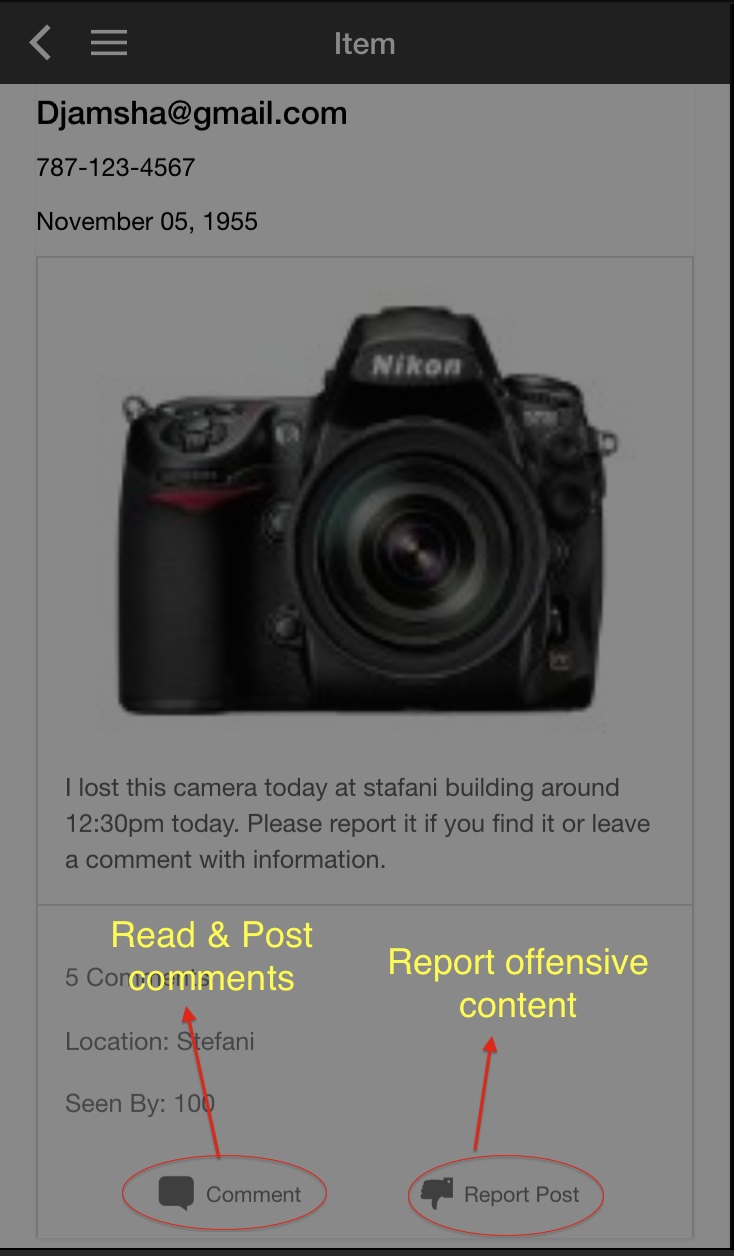 Item
Djamsha@gmail.com
787-123-4567
November 05, 1955
Nikon
I lost this camera today at stafani building around
12:30pm today. Please report it if you find it or leave
a comment with information.
Read & Post
comments
Report offensive
content
5 Comments
Location: Stefani
Seen By: 100
Comment
Report Post